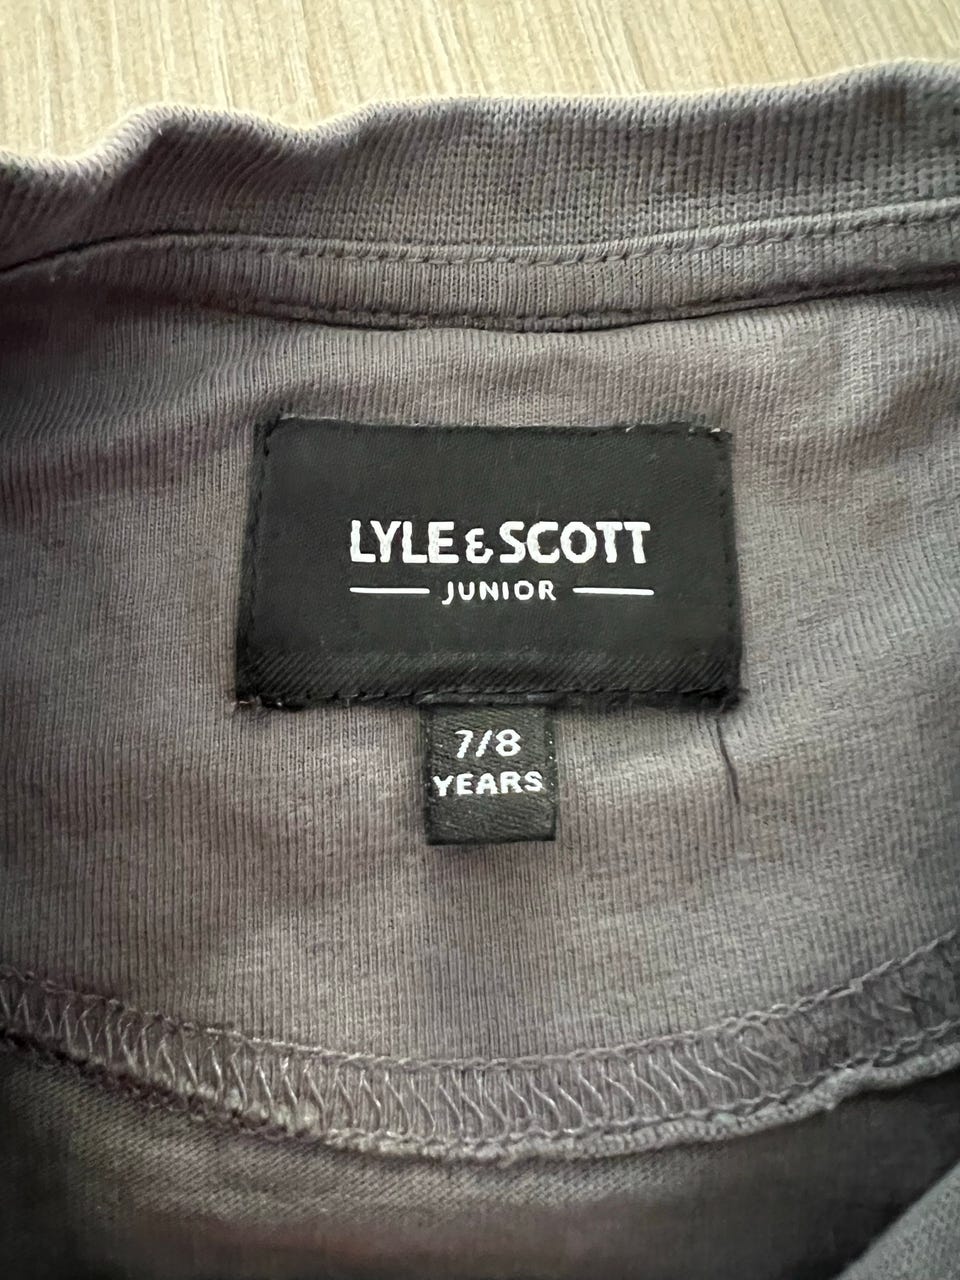 LYLE & SCOTT
JUNIOR
7/8
YEARS